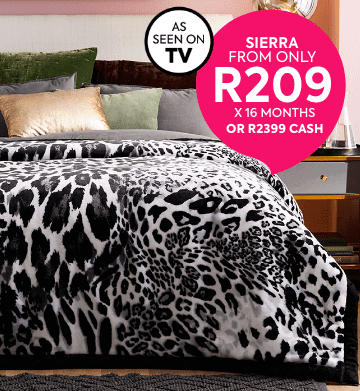 AS
SEEN ON
TV
SIERRA
FROM ONLY
R209
X 16 MONTHS
OR R2399 CASH